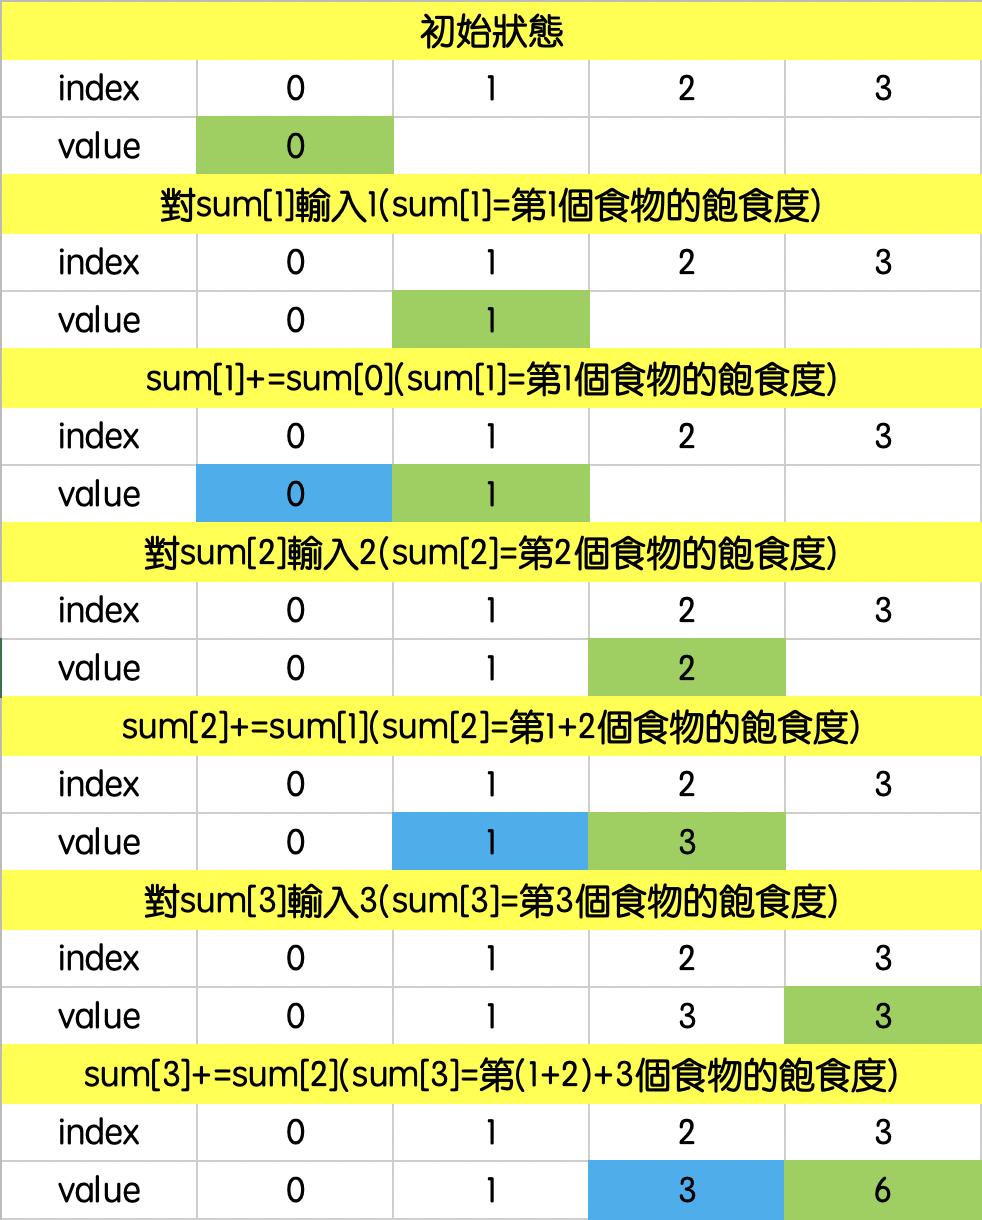 初始狀態
index 0 1 2 3
value 0
對sum[1]輸入1(sum[1]=第1個食物的飽食度)
index 0 1 2 3
value 0 1
sum[1]+=sum[0](sum[1]=第1個食物的飽食度)
index 0 1 2 3
value 0 1
對sum[2]輸入2(sum[2]=第2個食物的飽食度)
index 0 1 2 3
value 0 1 2
sum[2]+=sum[1](sum[2]=第1+2個食物的飽食度)
index 0 1 2 3
value 0 1 3
對sum[3]輸入3(sum[3]=第3個食物的飽食度)
index 0 1 2 3
value 0 1 3 3
sum[3]+=sum[2](sum[3]=第(1+2)+3個食物的飽食度)
index 0 1 2 3
value 0 1 3 6